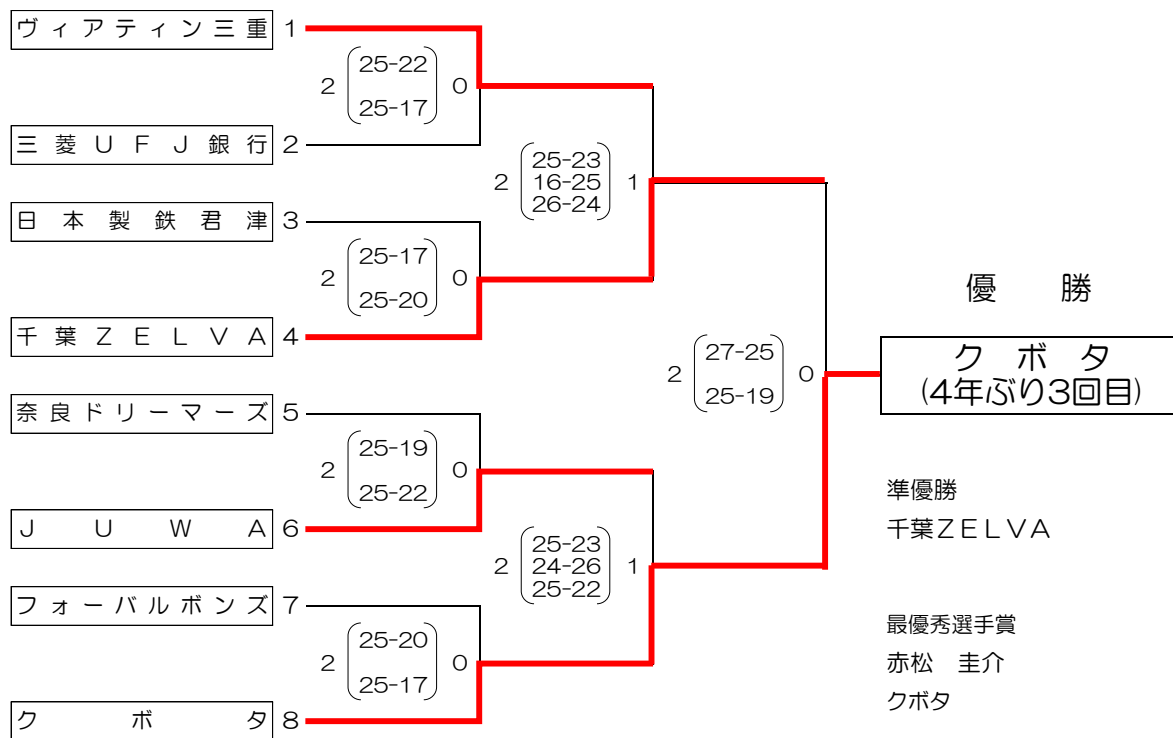 ヴィアティン三重 1
25-22
2 0
25-17
三菱UFJ銀行 2
25-23
2 16-25 1
26-24
日本製鉄君津 3
25-17
2 0
25-20
千葉ZELVA 4
優勝
27-25
2 0
25-19
クボタ
(4年ぶり3回目)
奈良ドリーマーズ 5
25-19
2 0
25-22
JUWA 6
準優勝
千葉ZELVA
25-23
2 24-26 1
25-22
フォーバルボンズ 7
25-20
2 0
25-17
クボタ 8
最優秀選手賞
赤松 圭介
クボタ